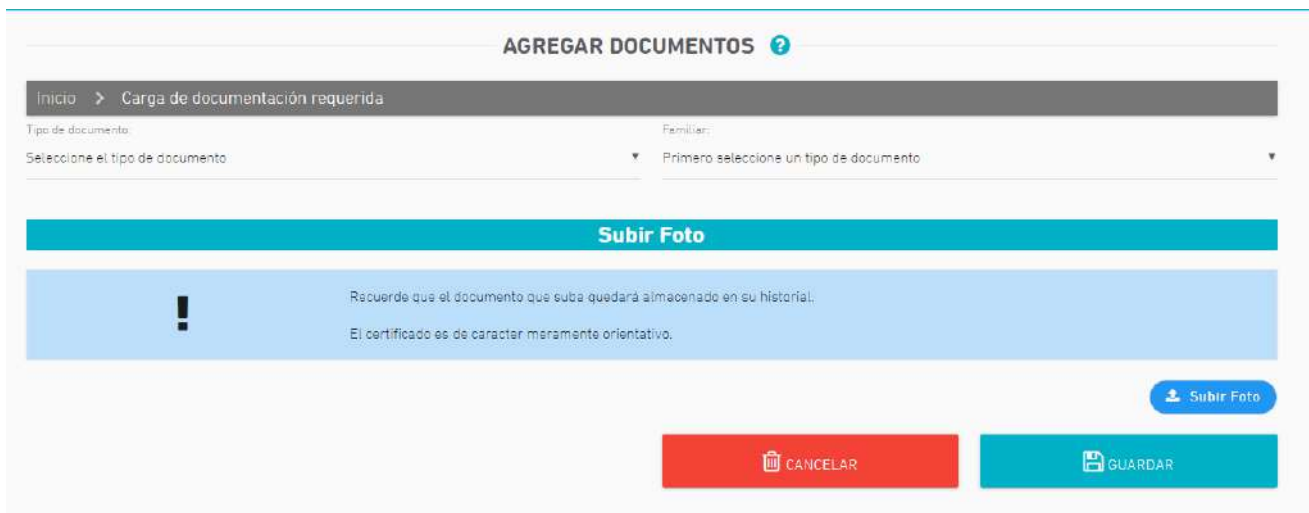 AGREGAR DOCUMENTOS ?
Inicio > Carga de documentación requerida
Tipo de documento:
Familiar:
Seleccione el tipo de documento
Primero seleccione un tipo de documento
Subir Foto
Recuerde que el documento que suba quedará almacenado en su historial.
El certificado es de caracter meramente orientativo.
Subir Foto
CANCELAR
GUARDAR